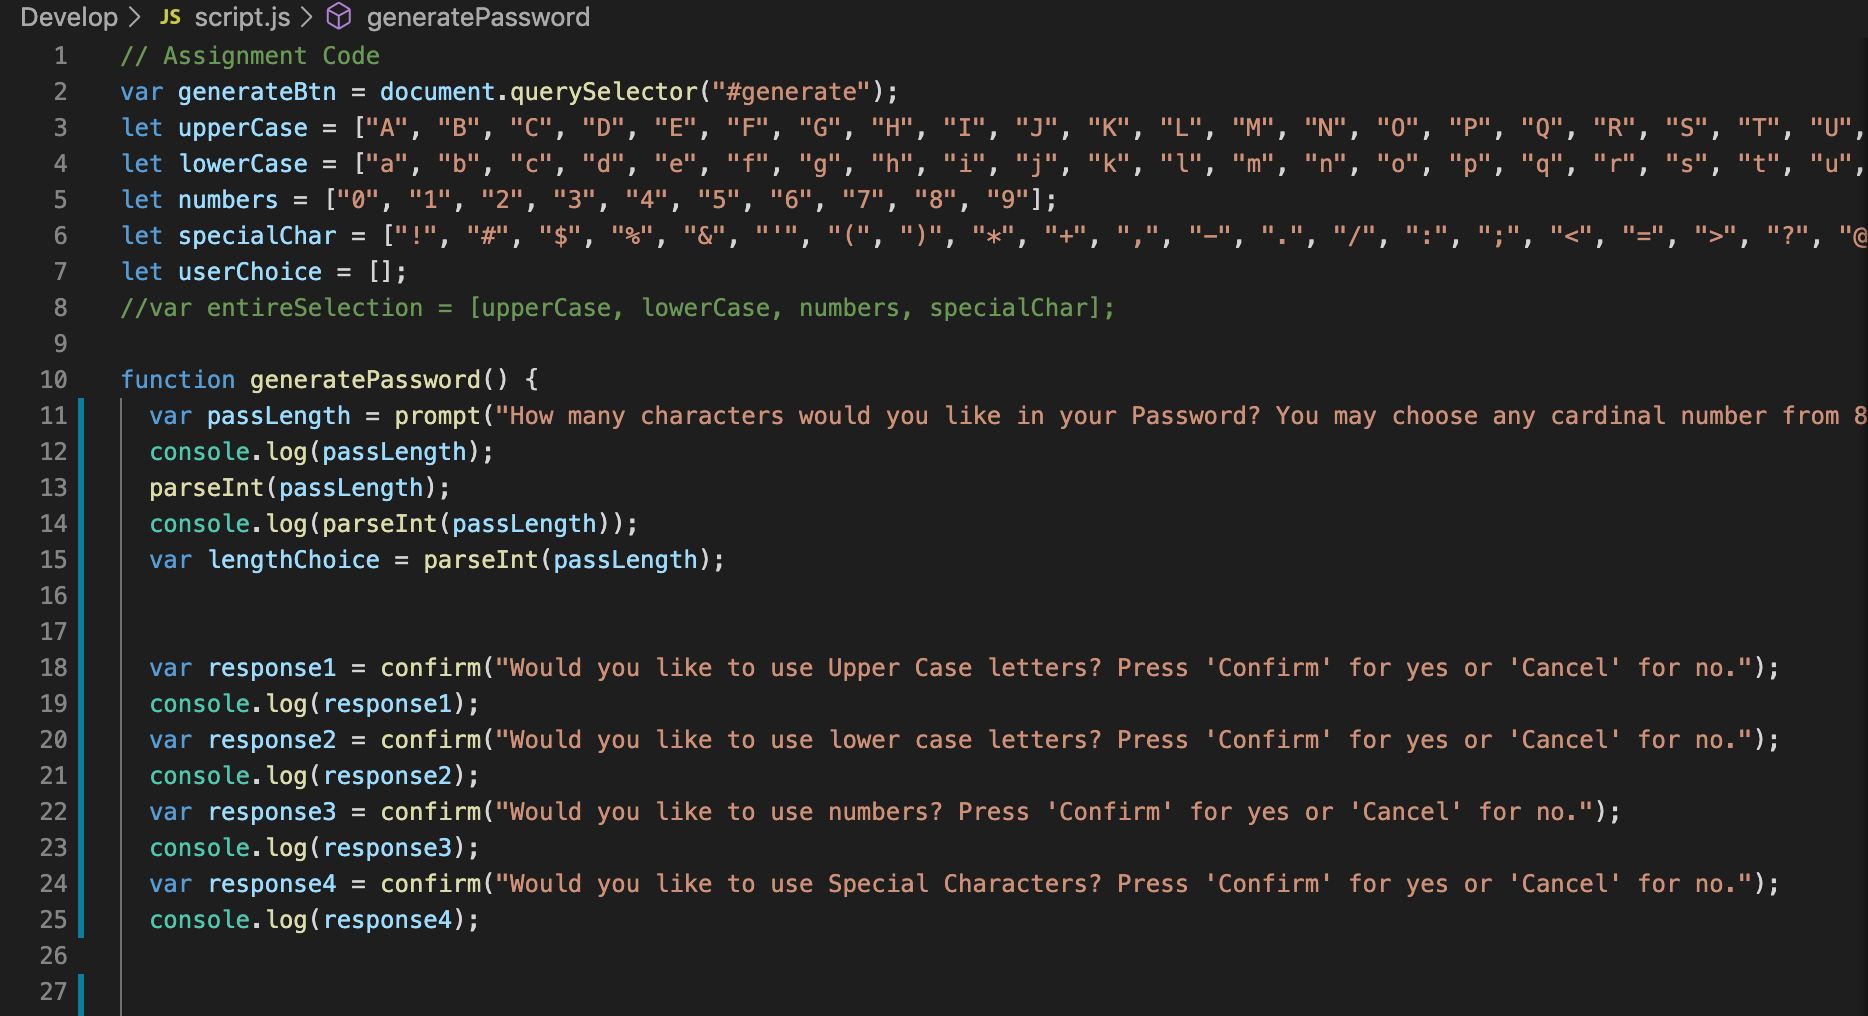 Develop > JS script.js > generatePassword
1 // Assignment Code
2 var generateBtn = document.querySelector("#generate");
3 let upperCase = ["A", "B", "C", "D", "E", "F", "G", "H", "I", "J", "K", "L", "M", "N", "O", "P", "Q", "R", "S", "T", "U",
4 let lowerCase = ["a", "b", "c", "d", "e", "f", "g", "h", "i", "j", "k", "l", "m", "n", "o", "p", "q", "r", "s", "t", "u",
5 let numbers = ["0", "1", "2", "3", "4", "5", "6", "7", "8", "9"];
6 let specialChar = ["!", "#", "$", "%", "&", "'", "(", ")", "*", "+", ",", "-", ".", "/", ":", ";", "<", "=", ">", "?", "@
7 let userChoice = [];
8 //var entireSelection = [upperCase, lowerCase, numbers, specialChar];
9
10 function generatePassword() {
11 var passLength = prompt("How many characters would you like in your Password? You may choose any cardinal number from 8
12 console.log(passLength);
13 parseInt(passLength);
14 console.log(parseInt(passLength));
15 var lengthChoice = parseInt(passLength);
16
17
18 var response1 = confirm("Would you like to use Upper Case letters? Press 'Confirm' for yes or 'Cancel' for no.");
19 console.log(response1);
20 var response2 = confirm("Would you like to use lower case letters? Press 'Confirm' for yes or 'Cancel' for no.");
21 console.log(response2);
22 var response3 = confirm("Would you like to use numbers? Press 'Confirm' for yes or 'Cancel' for no.");
23 console.log(response3);
24 var response4 = confirm("Would you like to use Special Characters? Press 'Confirm' for yes or 'Cancel' for no.");
25 console.log(response4);
26
27